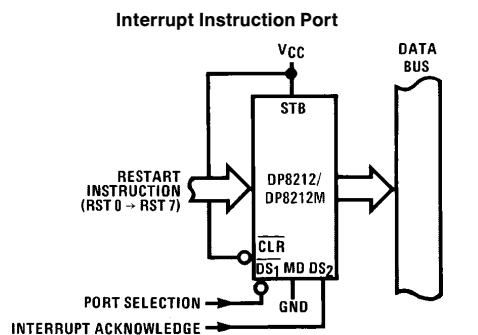 Interrupt Instruction Port
VCC
DATA
BUS
STB
RESTART
INSTRUCTION
(RST 0 → RST 7)
DP8212/
DP8212M
CLR
DS1 MD DS2
PORT SELECTION
GND
INTERRUPT ACKNOWLEDGE